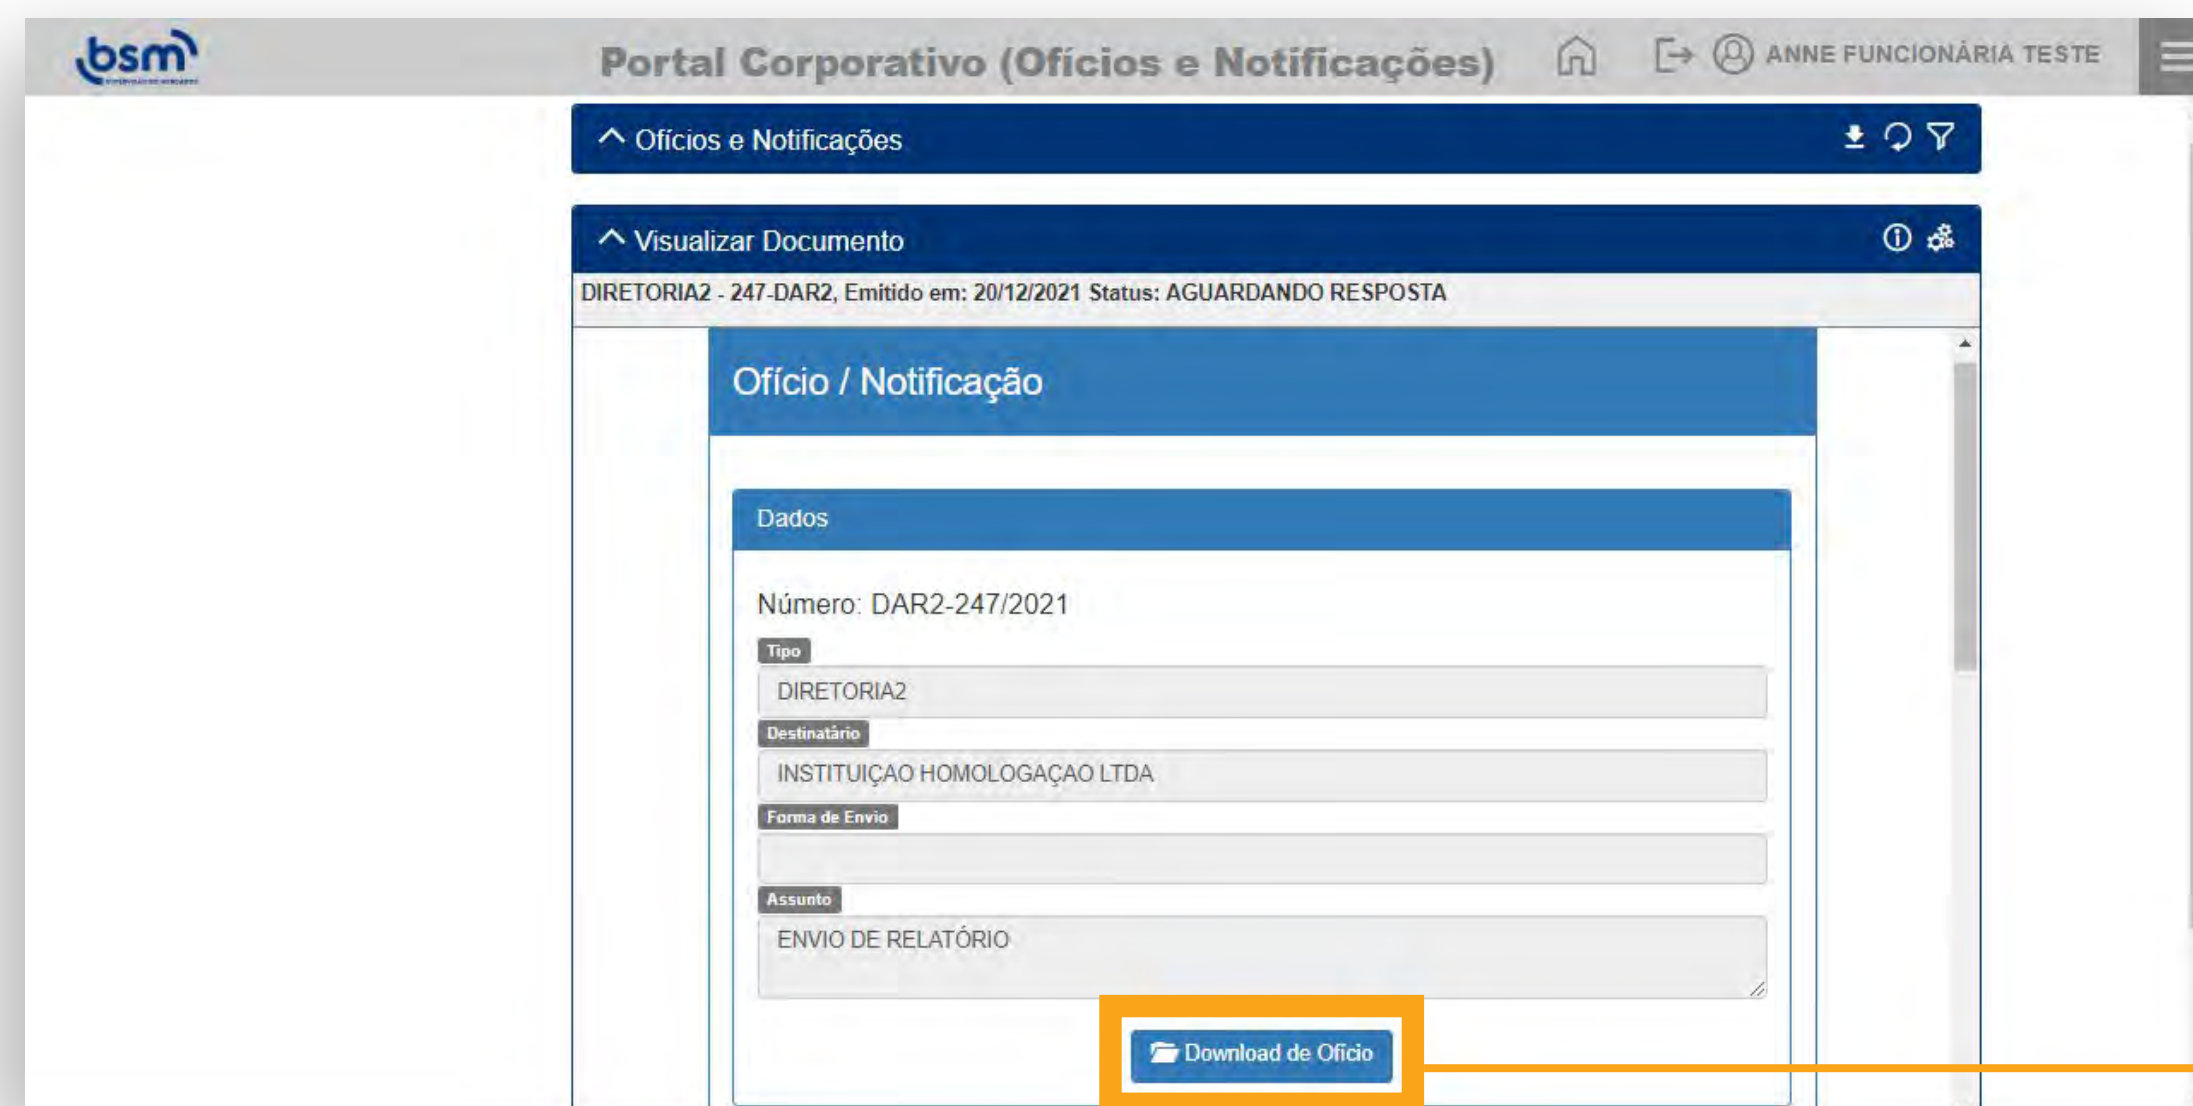 bsm
Portal Corporativo (Ofícios e Notificações)
ANNE FUNCIONÁRIA TESTE
Ofícios e Notificações
Visualizar Documento
DIRETORIA2 - 247-DAR2, Emitido em: 20/12/2021 Status: AGUARDANDO RESPOSTA
Ofício / Notificação
Dados
Número: DAR2-247/2021
Tipo
DIRETORIA2
Destinatário
INSTITUIÇAO HOMOLOGAÇAO LTDA
Forma de Envio
Assunto
ENVIO DE RELATÓRIO
Download de Ofício